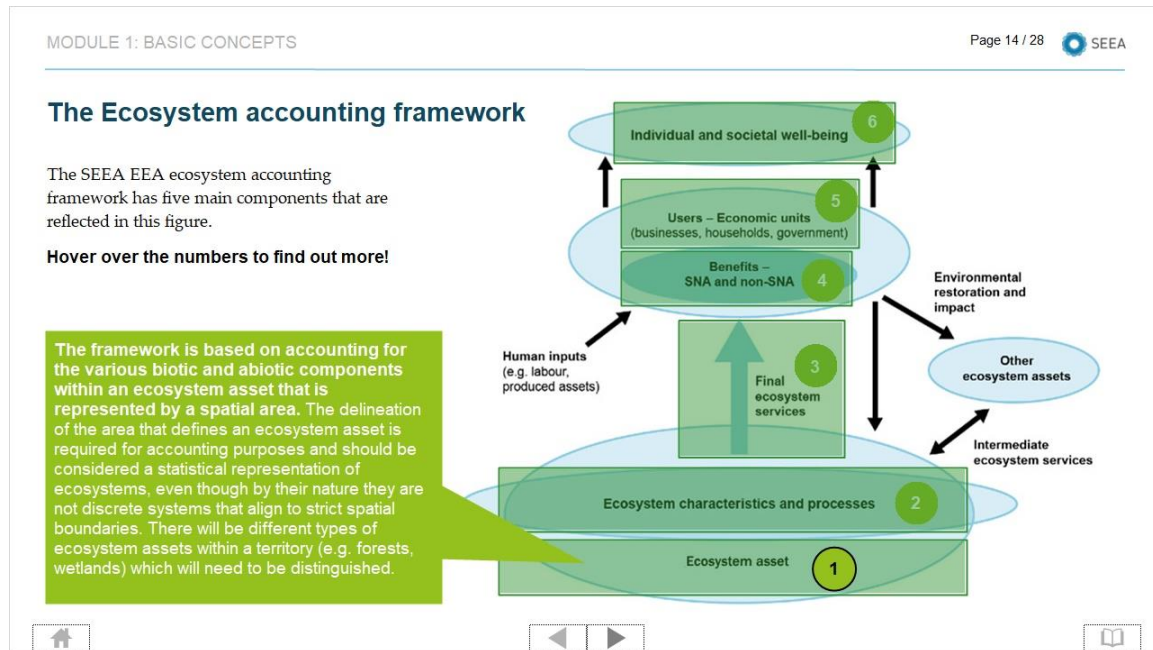 MODULE 1: BASIC CONCEPTS
Page 14 / 28
SEEA
The Ecosystem accounting framework
The SEEA EEA ecosystem accounting
framework has five main components that are
reflected in this figure.
Hover over the numbers to find out more!
The framework is based on accounting for
the various biotic and abiotic components
within an ecosystem asset that is
represented by a spatial area. The delineation
of the area that defines an ecosystem asset is
required for accounting purposes and should be
considered a statistical representation of
ecosystems, even though by their nature they are
not discrete systems that align to strict spatial
boundaries. There will be different types of
ecosystem assets within a territory (e.g. forests,
wetlands) which will need to be distinguished.
Individual and societal well-being
6
5
Users – Economic units
(businesses, households, government)
Benefits –
SNA and non-SNA
4
Environmental
restoration and
impact
Human inputs
(e.g. labour,
produced assets)
3
Final
ecosystem
services
Other
ecosystem assets
Intermediate
ecosystem services
Ecosystem characteristics and processes
2
Ecosystem asset
1